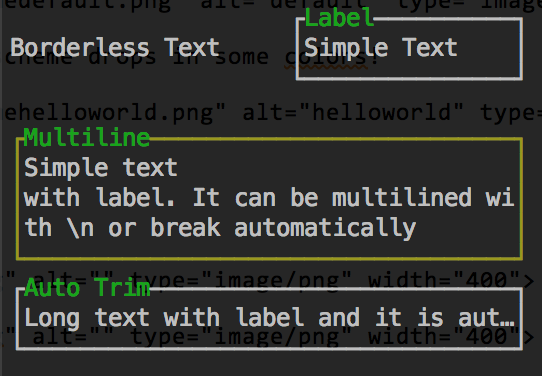 edefault.png" alt="default" type="image
Label
Borderless Text
Simple Text
cheme drops in some colors!
ehelloworld.png" alt="helloworld" type=
Multiline
Simple text
with label. It can be multilined wi
th \n or break automatically
" alt="" type="image/png" width="400">
Auto Trim
Long text with label and it is aut…
" alt="" type="image/png" width="400">